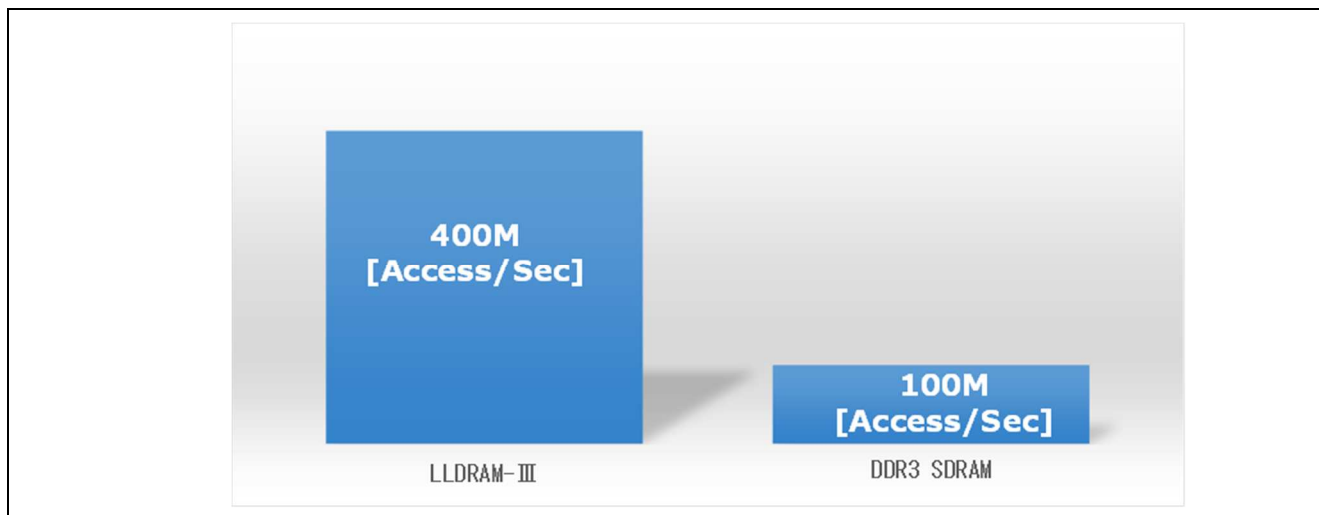 400M
[Access/Sec]
100M
[Access/Sec]
LLDRAM-Ⅲ
DDR3 SDRAM